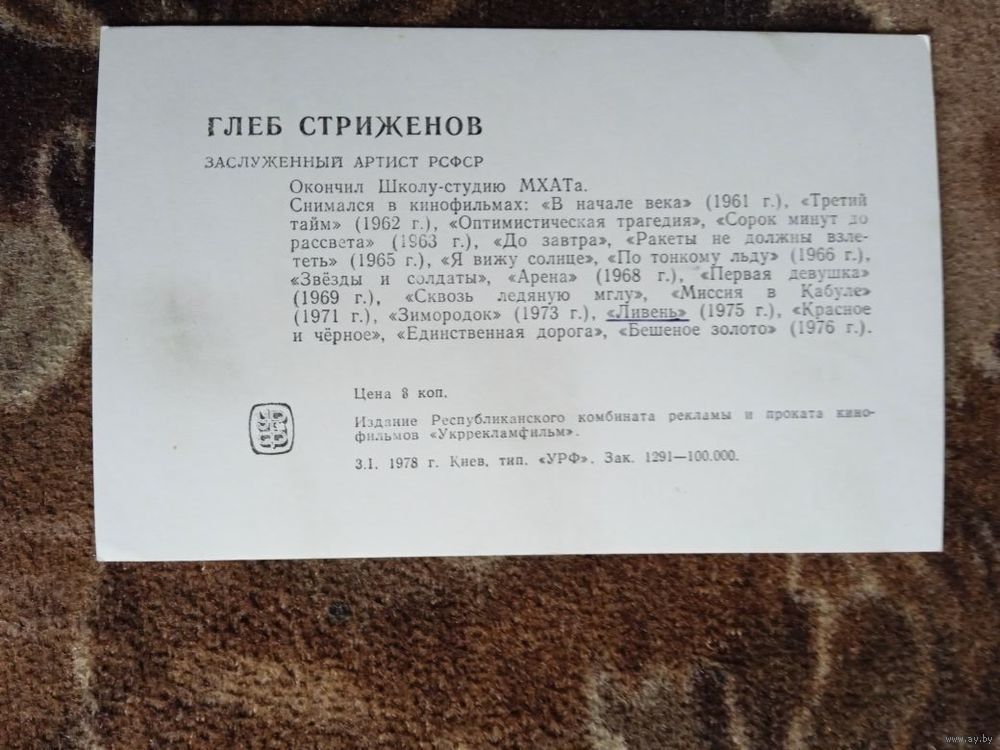 ГЛЕБ СТРИЖЕНОВ
ЗАСЛУЖЕННЫЙ АРТИСТ РСФСР
Окончил Школу-студию МХАТа.
Снимался в кинофильмах: «В начале века» (1961 г.), «Третий
тайм» (1962 г.), «Оптимистическая трагедия», «Сорок минут до
рассвета» (1963 г.), «До завтра», «Ракеты не должны взле-
теть» (1965 г.), «Я вижу солнце», «По тонкому льду» (1966 г.),
«Звёзды и солдаты», «Арена» (1968 г.), «Первая девушка»
(1969 г.), «Сквозь ледяную мглу», «Миссия в Кабуле»
(1971 г.), «Зимородок» (1973 г.), «Ливень» (1975 г.), «Красное
и чёрное», «Единственная дорога», «Бешеное золото» (1976 г.).
Цена 8 коп.
Издание Республиканского комбината рекламы и проката кино-
фильмов «Укррекламфильм».
3.I. 1978 г. Киев, тип. «УРФ». Зак. 1291—100.000.
www.ay.by